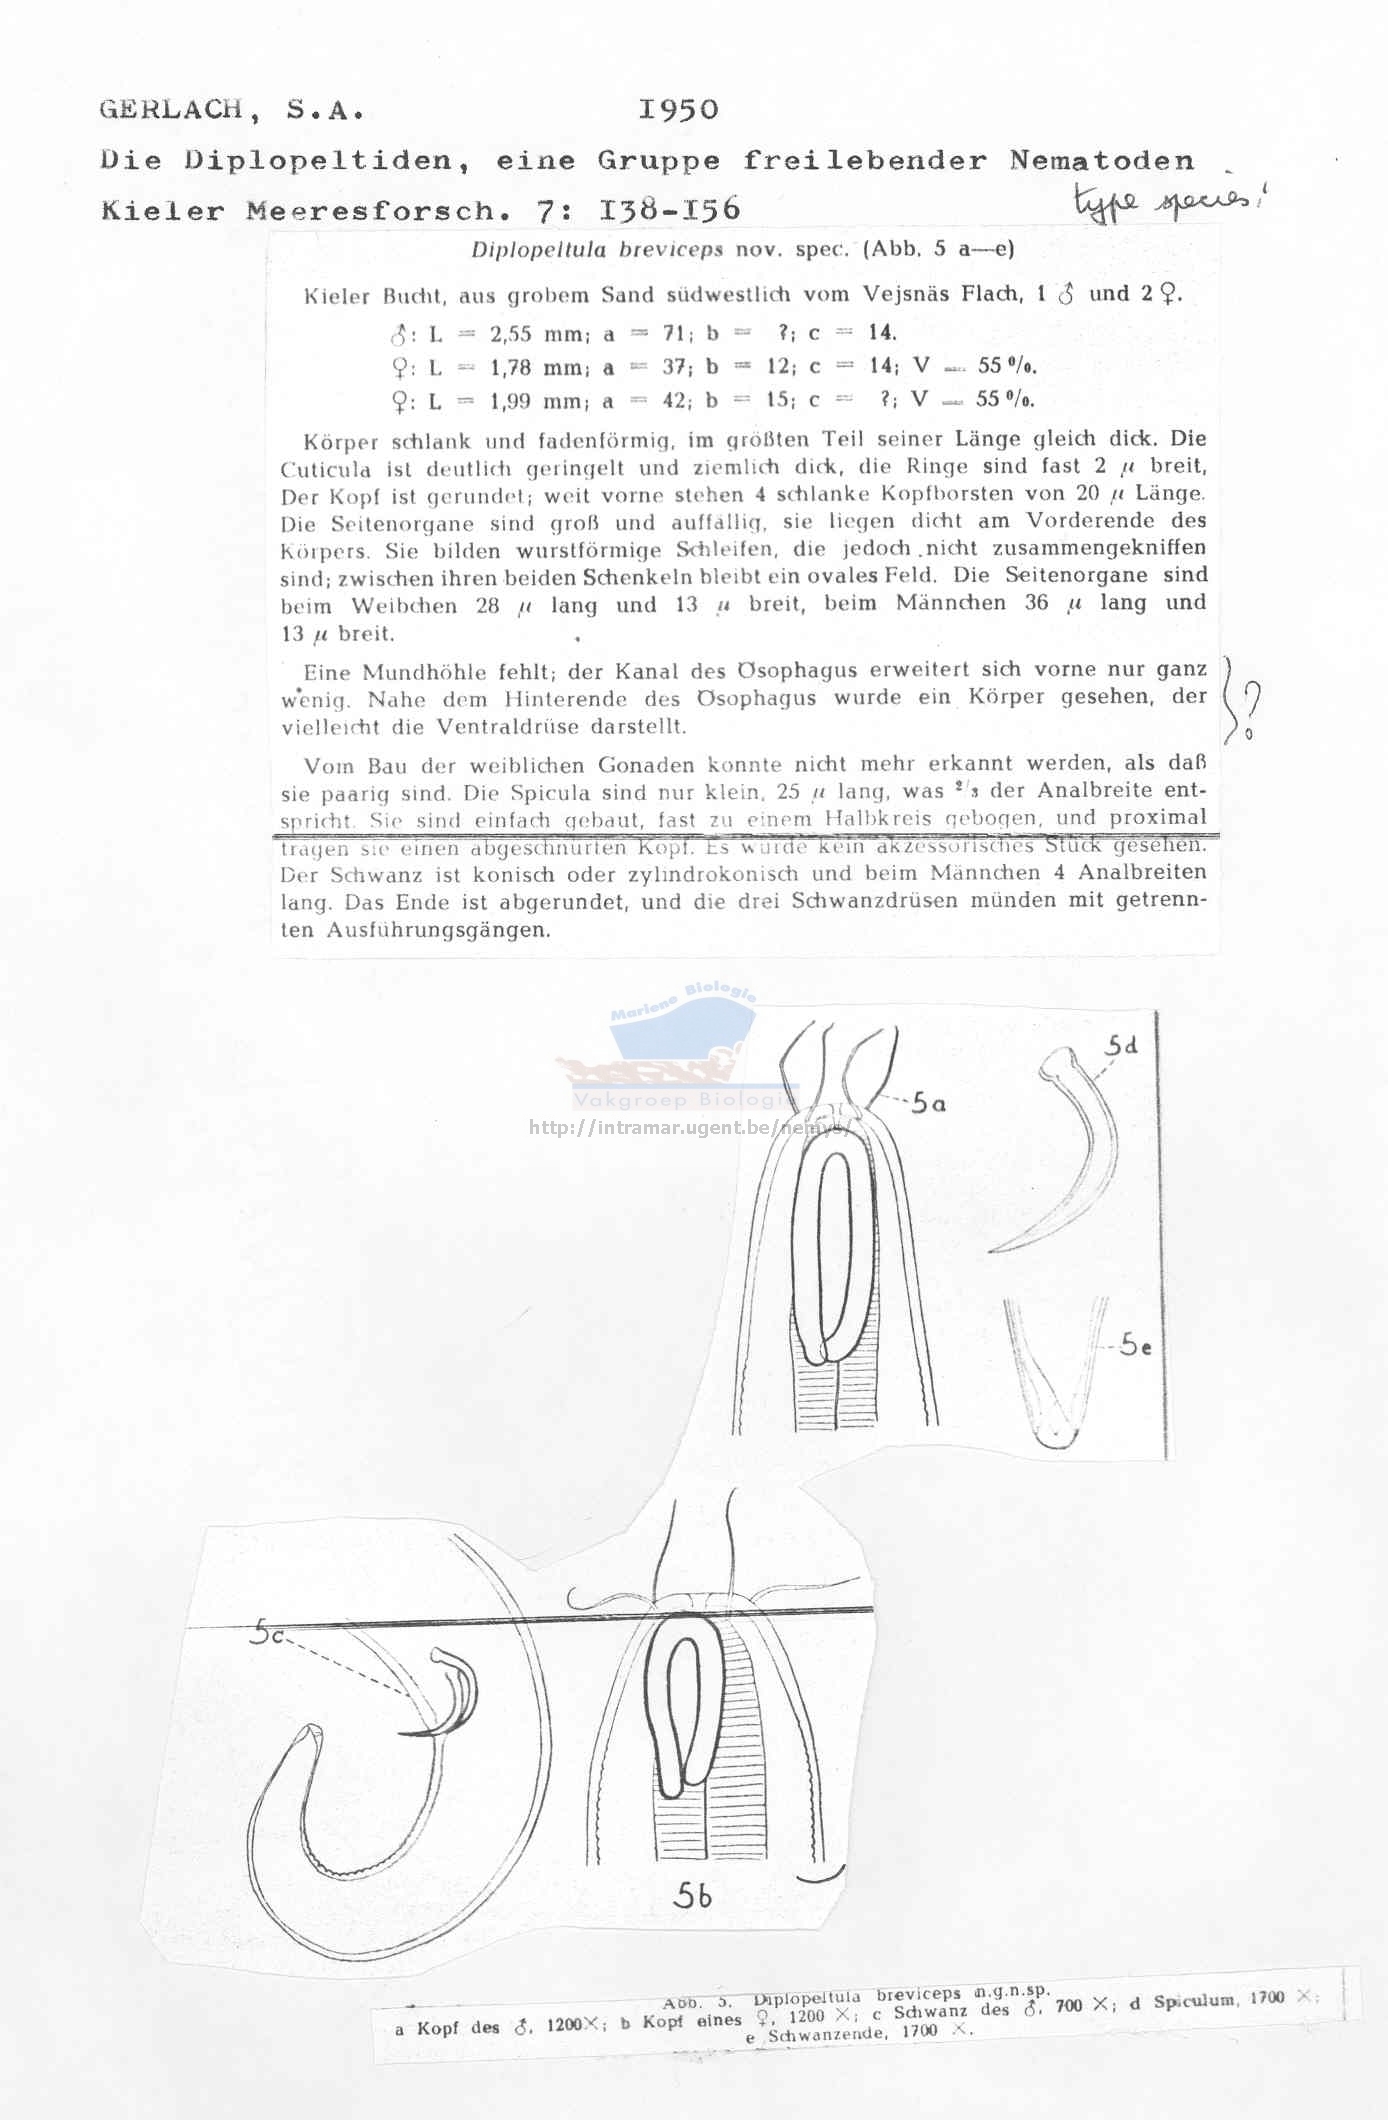 GERLACH, S.A. 1950
Die Diplopeltiden, eine Gruppe freilebender Nematoden
Kieler Meeresforsch. 7: 138-156
type species!
Diplopeltula breviceps nov. spec. (Abb. 5 a—e)
Kieler Bucht, aus grobem Sand südwestlich vom Vejsnäs Flach, 1 ♂ und 2 ♀.
♂: L = 2,55 mm; a = 71; b = ?; c = 14.
♀: L = 1,78 mm; a = 37; b = 12; c = 14; V = 55 %.
♀: L = 1,99 mm; a = 42; b = 15; c = ?; V = 55 %.
Körper schlank und fadenförmig, im größten Teil seiner Länge gleich dick. Die
Cuticula ist deutlich geringelt und ziemlich dick, die Ringe sind fast 2 µ breit,
Der Kopf ist gerundet; weit vorne stehen 4 schlanke Kopfborsten von 20 µ Länge.
Die Seitenorgane sind groß und auffällig, sie liegen dicht am Vorderende des
Körpers. Sie bilden wurstförmige Schleifen, die jedoch nicht zusammengekniffen
sind; zwischen ihren beiden Schenkeln bleibt ein ovales Feld. Die Seitenorgane sind
beim Weibchen 28 µ lang und 13 µ breit, beim Männchen 36 µ lang und
13 µ breit.
Eine Mundhöhle fehlt; der Kanal des Ösophagus erweitert sich vorne nur ganz
wenig. Nahe dem Hinterende des Ösophagus wurde ein Körper gesehen, der
vielleicht die Ventraldrüse darstellt.
?
Vom Bau der weiblichen Gonaden konnte nicht mehr erkannt werden, als daß
sie paarig sind. Die Spicula sind nur klein, 25 µ lang, was ²/₃ der Analbreite ent-
spricht. Sie sind einfach gebaut, fast zu einem Halbkreis gebogen, und proximal
tragen sie einen abgeschnürten Kopf. Es wurde kein akzessorisches Stück gesehen.
Der Schwanz ist konisch oder zylindrokonisch und beim Männchen 4 Analbreiten
lang. Das Ende ist abgerundet, und die drei Schwanzdrüsen münden mit getrenn-
ten Ausführungsgängen.
Mariene Biologie
Vakgroep Biologie
http://intramar.ugent.be/nemys/
5d
5a
5e
5c
5b
Abb. 5. Diplopeltula breviceps n.g.n.sp.
a Kopf des ♂, 1200 X; b Kopf eines ♀, 1200 X; c Schwanz des ♂, 700 X; d Spiculum, 1700 X;
e Schwanzende, 1700 X.